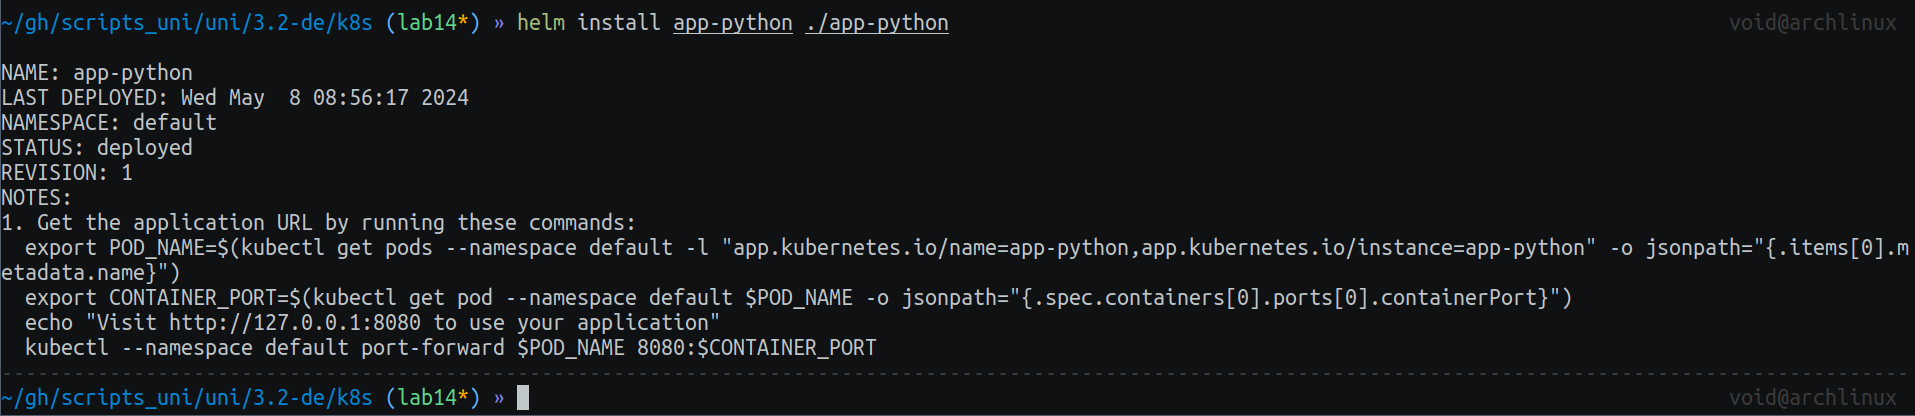 ~/gh/scripts_uni/uni/3.2-de/k8s (lab14*) » helm install app-python ./app-python void@archlinux
NAME: app-python
LAST DEPLOYED: Wed May  8 08:56:17 2024
NAMESPACE: default
STATUS: deployed
REVISION: 1
NOTES:
1. Get the application URL by running these commands:
  export POD_NAME=$(kubectl get pods --namespace default -l "app.kubernetes.io/name=app-python,app.kubernetes.io/instance=app-python" -o jsonpath="{.items[0].m
etadata.name}")
  export CONTAINER_PORT=$(kubectl get pod --namespace default $POD_NAME -o jsonpath="{.spec.containers[0].ports[0].containerPort}")
  echo "Visit http://127.0.0.1:8080 to use your application"
  kubectl --namespace default port-forward $POD_NAME 8080:$CONTAINER_PORT
~/gh/scripts_uni/uni/3.2-de/k8s (lab14*) » void@archlinux